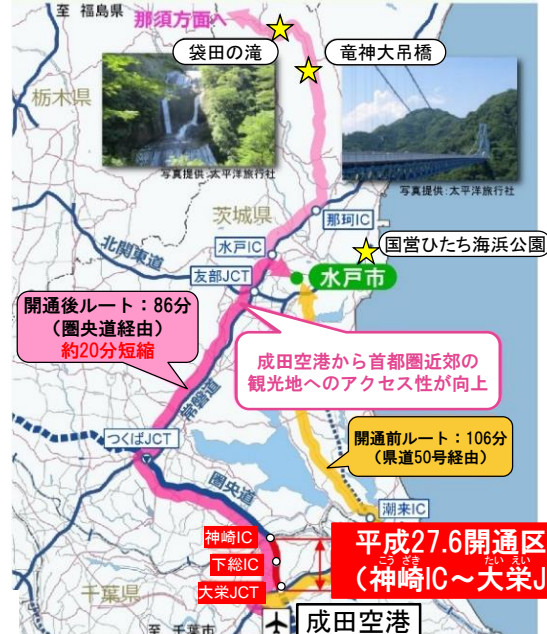 至 福島県
那須方面へ
袋田の滝
竜神大吊橋
栃木県
写真提供:太平洋旅行社
写真提供:太平洋旅行社
茨城県
那珂IC
水戸IC
国営ひたち海浜公園
北関東道
友部JCT
水戸市
開通後ルート:86分
(圏央道経由)
約20分短縮
成田空港から首都圏近郊の
観光地へのアクセス性が向上
常磐道
つくばJCT
開通前ルート:106分
(県道50号経由)
圏央道
潮来IC
神崎IC
下総IC
大栄JCT
平成27.6開通区
こうざき たいえい
(神崎IC~大栄J
千葉県
至 千葉市
成田空港